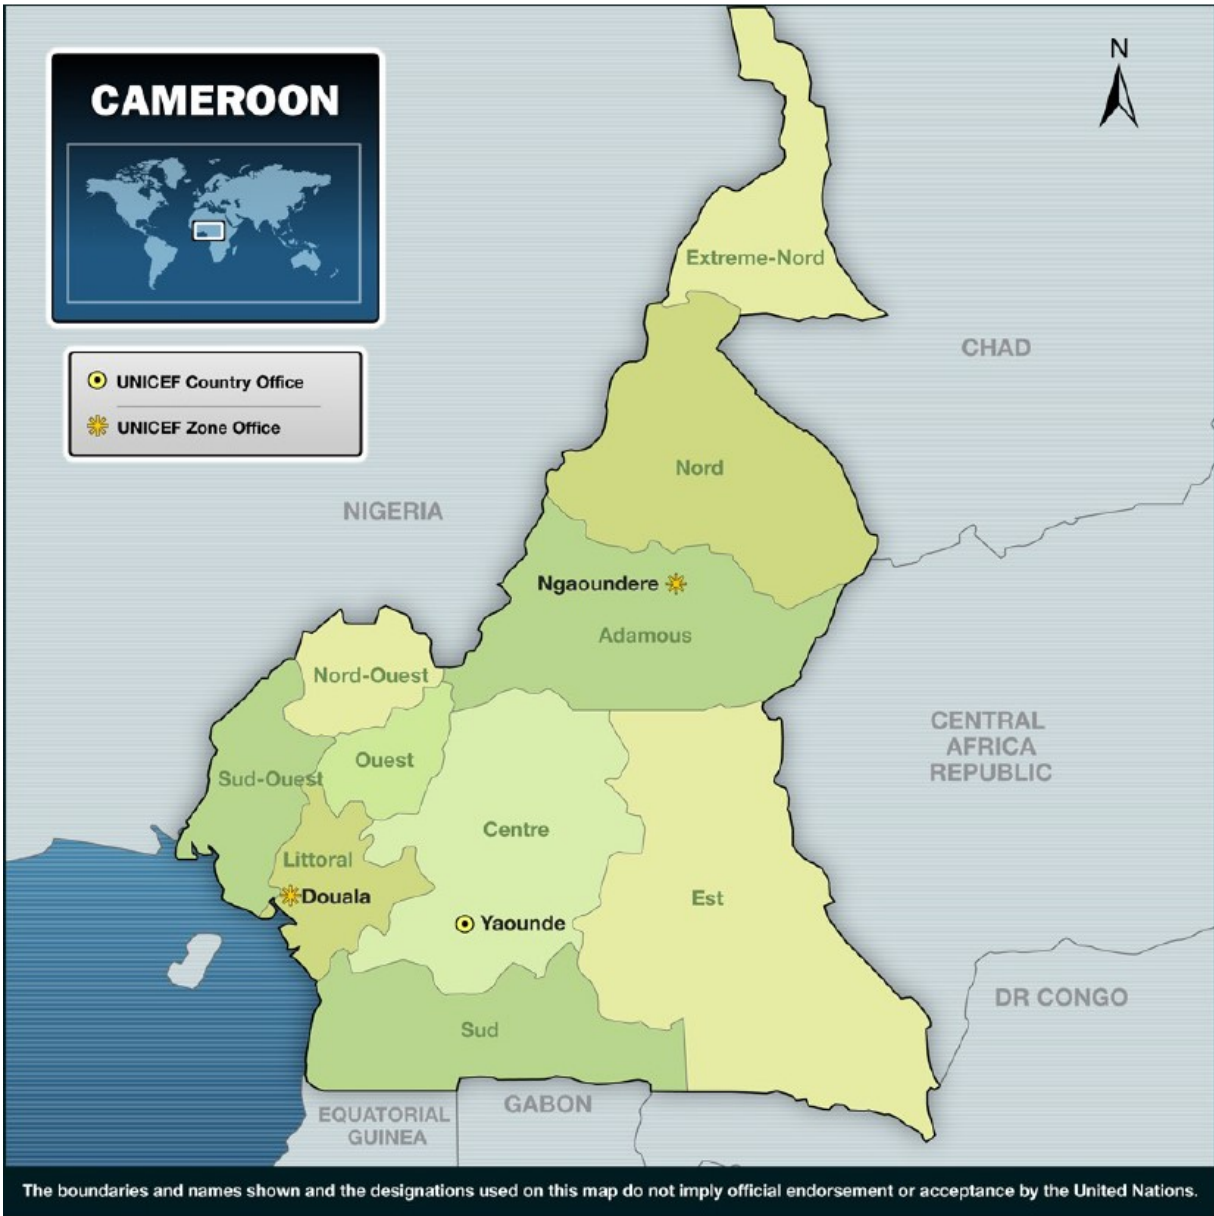 CAMEROON
N
UNICEF Country Office
UNICEF Zone Office
Extreme-Nord
CHAD
Nord
NIGERIA
Ngaoundere
Adamous
Nord-Ouest
CENTRAL
AFRICA
REPUBLIC
Ouest
Sud-Ouest
Centre
Littoral
Douala
Est
Yaounde
DR CONGO
Sud
GABON
EQUATORIAL
GUINEA
The boundaries and names shown and the designations used on this map do not imply official endorsement or acceptance by the United Nations.